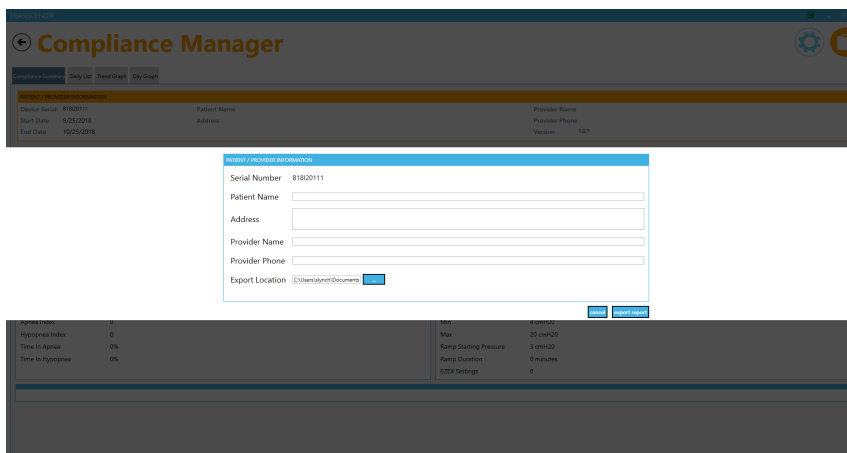 TRANSCEND™
Compliance Manager
Compliance Summary Daily List Trend Graph Day Graph
PATIENT / PROVIDER INFORMATION
Device Serial B18I20111 Patient Name Provider Name
Start Date 9/25/2018 Address Provider Phone
End Date 10/25/2018 Version 1.0.7
PATIENT / PROVIDER INFORMATION
Serial Number B18I20111
Patient Name
Address
Provider Name
Provider Phone
Export Location C:\Users\slynch\Documents ...
cancel export report
Apnea Index 0 Min 4 cmH20
Hypopnea Index 0 Max 20 cmH20
Time In Apnea 0% Ramp Starting Pressure 3 cmH20
Time In Hypopnea 0% Ramp Duration 0 minutes
EZEX Settings 0